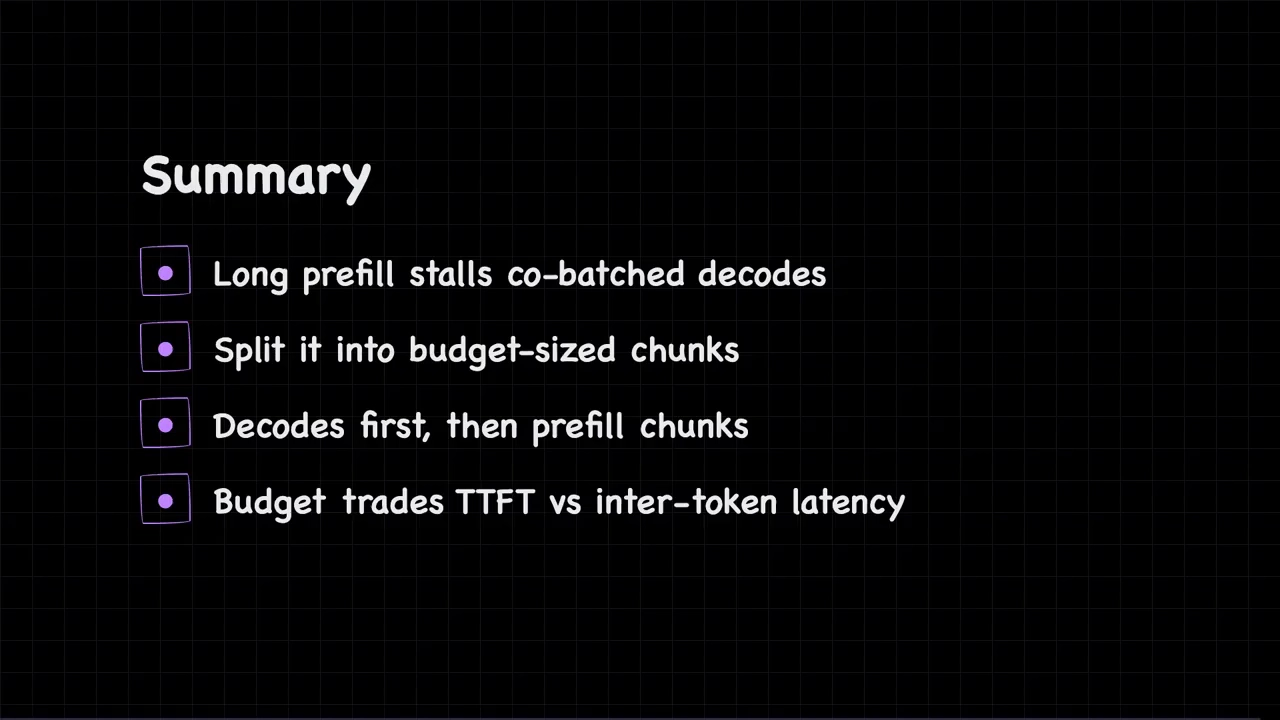 Summary
Long prefill stalls co-batched decodes
Split it into budget-sized chunks
Decodes first, then prefill chunks
Budget trades TTFT vs inter-token latency